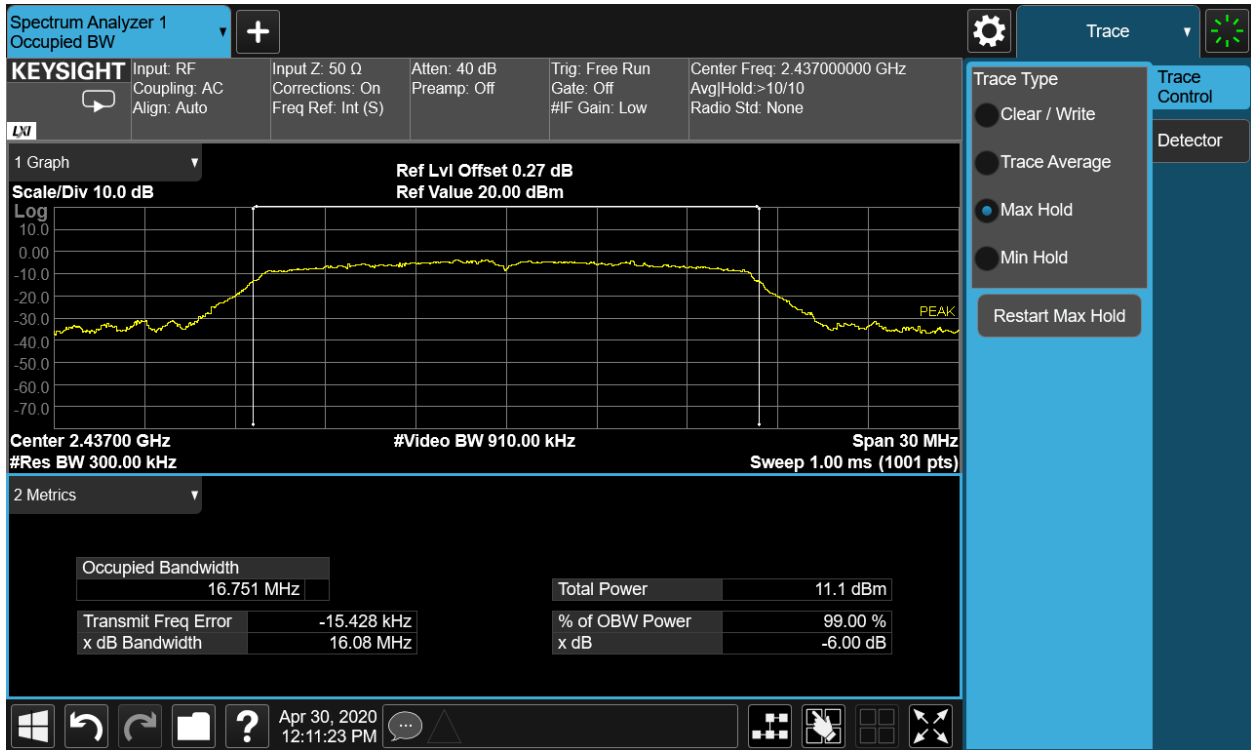 Spectrum Analyzer 1
Occupied BW
+
Trace
KEYSIGHT
LXI
Input: RF
Coupling: AC
Align: Auto
Input Z: 50 Ω
Corrections: On
Freq Ref: Int (S)
Atten: 40 dB
Preamp: Off
Trig: Free Run
Gate: Off
#IF Gain: Low
Center Freq: 2.437000000 GHz
Avg|Hold:>10/10
Radio Std: None
1 Graph
Scale/Div 10.0 dB
Ref Lvl Offset 0.27 dB
Ref Value 20.00 dBm
Log
10.0
0.00
-10.0
-20.0
-30.0
-40.0
-50.0
-60.0
-70.0
PEAK
Center 2.43700 GHz
#Video BW 910.00 kHz
Span 30 MHz
#Res BW 300.00 kHz
Sweep 1.00 ms (1001 pts)
2 Metrics
Occupied Bandwidth
16.751 MHz
Total Power 11.1 dBm
Transmit Freq Error -15.428 kHz
% of OBW Power 99.00 %
x dB Bandwidth 16.08 MHz
x dB -6.00 dB
Trace Type
Clear / Write
Trace Average
Max Hold
Min Hold
Restart Max Hold
Trace
Control
Detector
?
Apr 30, 2020
12:11:23 PM